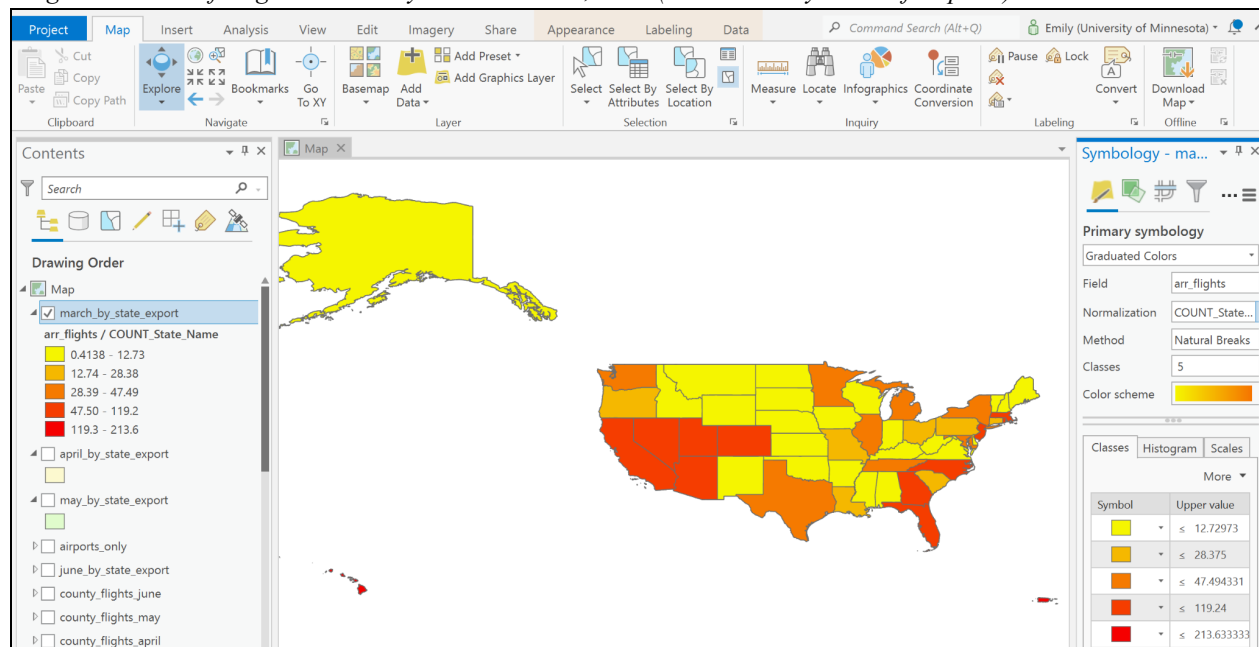 Project Map Insert Analysis View Edit Imagery Share Appearance Labeling Data Command Search (Alt+Q) Emily (University of Minnesota)
Paste
Cut
Copy
Copy Path
Clipboard
Explore
Bookmarks
Go To XY
Navigate
Basemap
Add Data
Add Preset
Add Graphics Layer
Layer
Select
Select By Attributes
Select By Location
Selection
Measure
Locate
Infographics
Coordinate Conversion
Inquiry
Pause
Lock
Convert
Labeling
Download Map
Offline
Contents
Search
Drawing Order
Map
march_by_state_export
arr_flights / COUNT_State_Name
0.4138 - 12.73
12.74 - 28.38
28.39 - 47.49
47.50 - 119.2
119.3 - 213.6
april_by_state_export
may_by_state_export
airports_only
june_by_state_export
county_flights_june
county_flights_may
county_flights_april
Map
Symbology - ma...
Primary symbology
Graduated Colors
Field arr_flights
Normalization COUNT_State...
Method Natural Breaks
Classes 5
Color scheme
Classes Histogram Scales
More
Symbol Upper value
≤ 12.72973
≤ 28.375
≤ 47.494331
≤ 119.24
≤ 213.633333